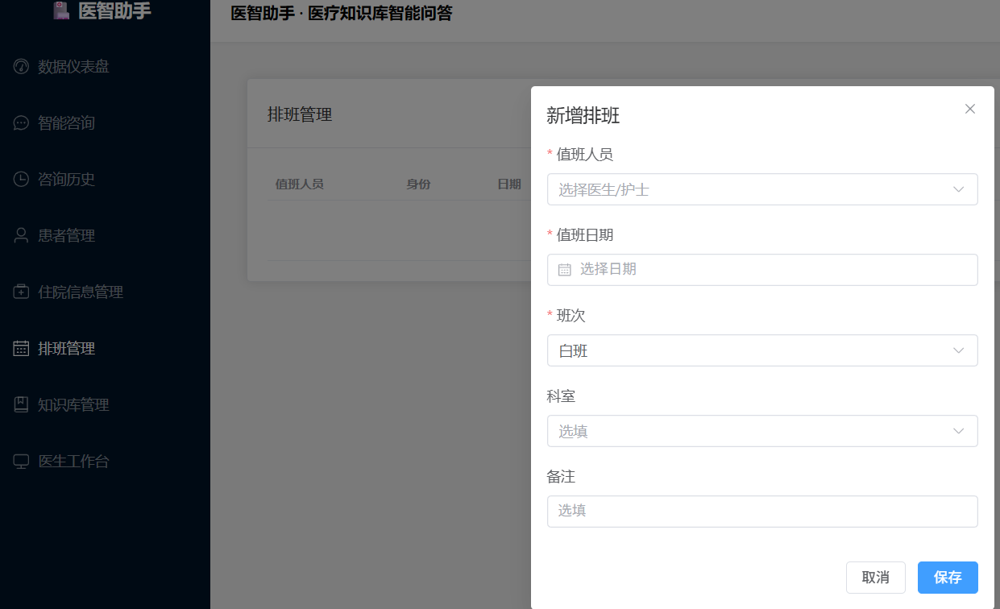 医智助手
医智助手 · 医疗知识库智能问答
数据仪表盘
智能咨询
咨询历史
患者管理
住院信息管理
排班管理
知识库管理
医生工作台
排班管理
值班人员 身份 日期
新增排班
* 值班人员
选择医生/护士
* 值班日期
选择日期
* 班次
白班
科室
选填
备注
选填
取消 保存